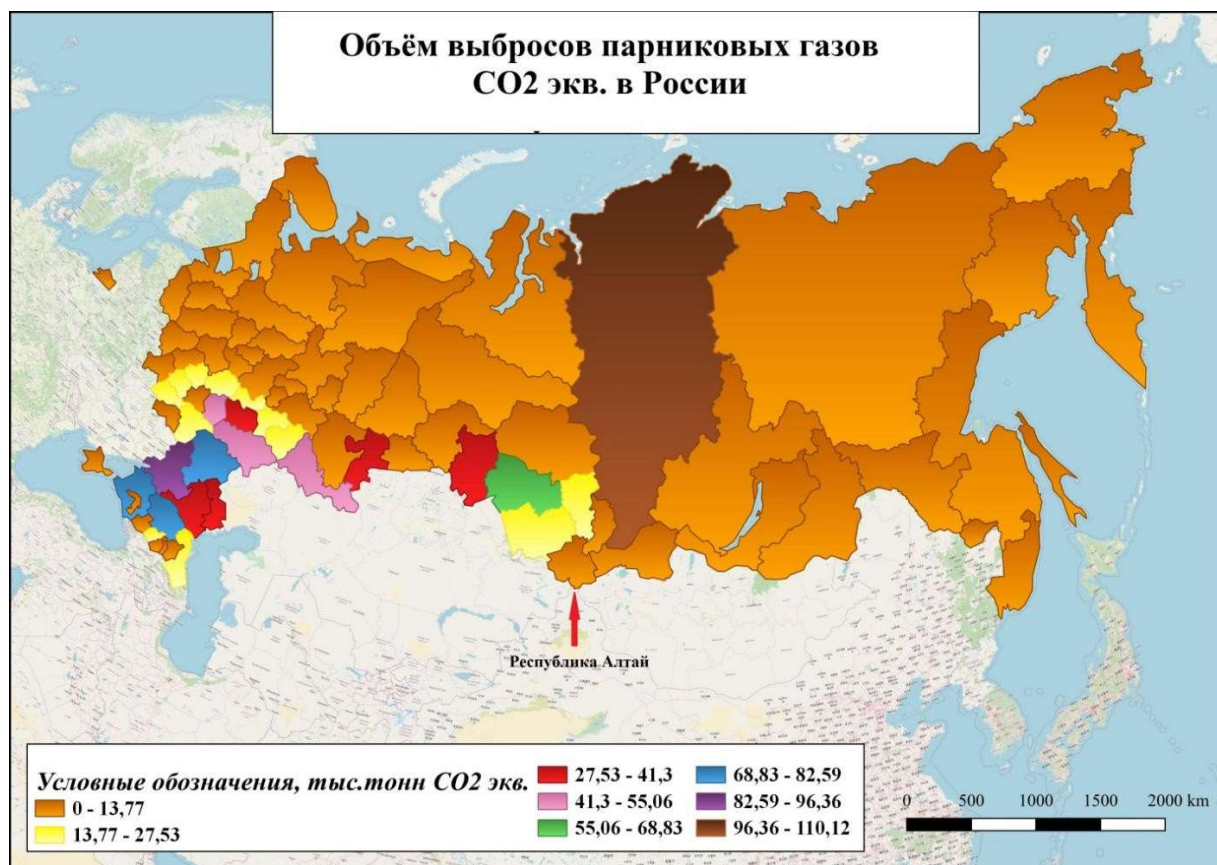 Объём выбросов парниковых газов
СО2 экв. в России
Республика Алтай
Условные обозначения, тыс.тонн СО2 экв.
0 - 13,77
13,77 - 27,53
27,53 - 41,3
41,3 - 55,06
55,06 - 68,83
68,83 - 82,59
82,59 - 96,36
96,36 - 110,12
0 500 1000 1500 2000 km